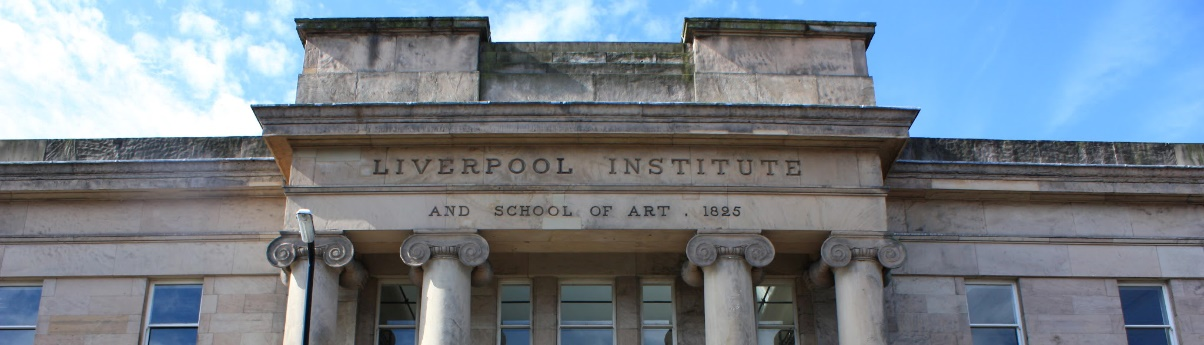 LIVERPOOL INSTITUTE
AND SCHOOL OF ART . 1825